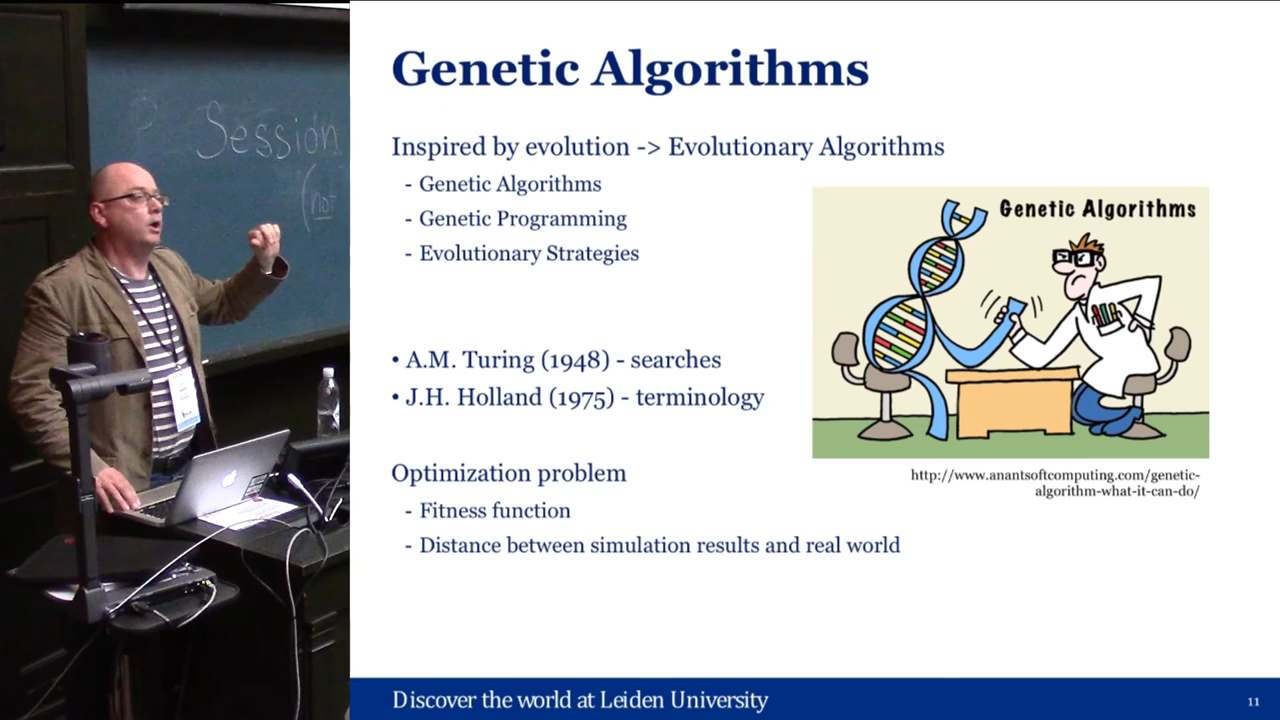 Session
(not
Genetic Algorithms
Inspired by evolution -> Evolutionary Algorithms
- Genetic Algorithms
- Genetic Programming
- Evolutionary Strategies
Genetic Algorithms
• A.M. Turing (1948) - searches
• J.H. Holland (1975) - terminology
http://www.anantsoftcomputing.com/genetic-
algorithm-what-it-can-do/
Optimization problem
- Fitness function
- Distance between simulation results and real world
Discover the world at Leiden University
11